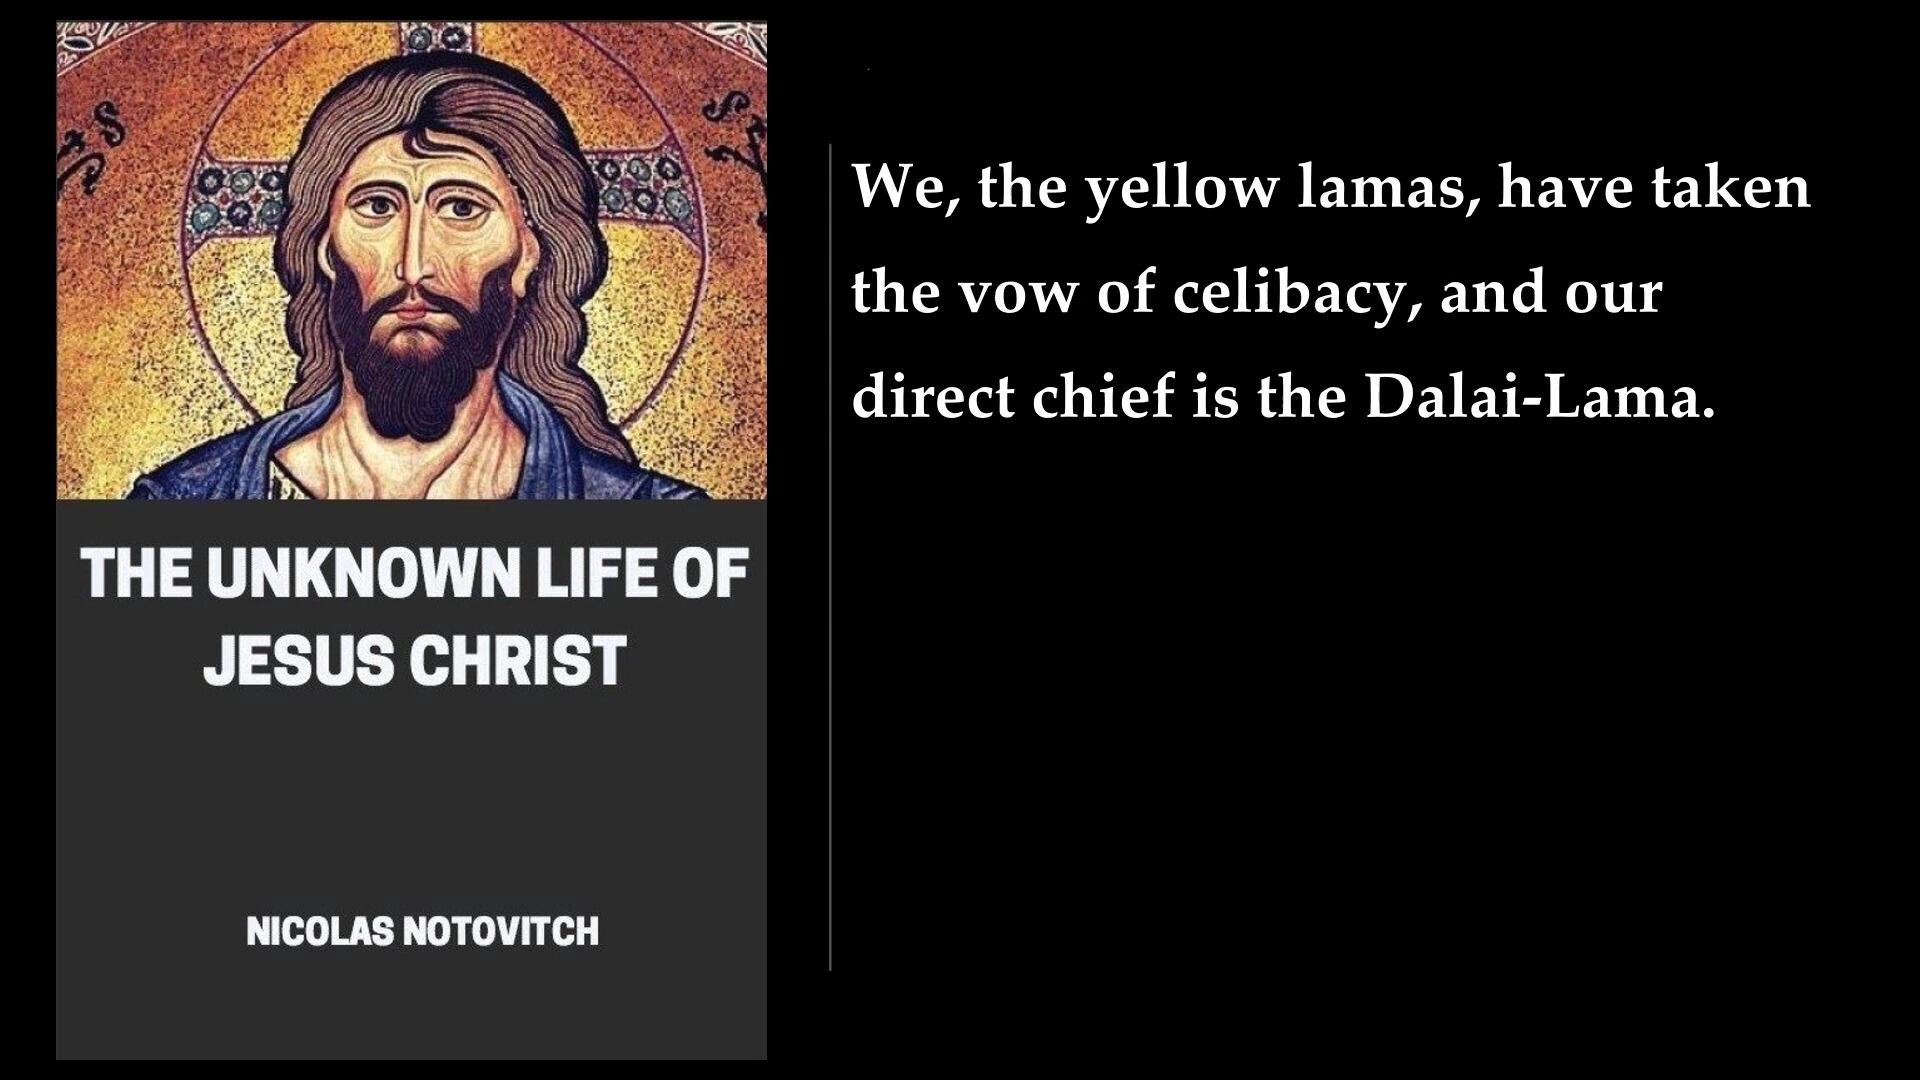 THE UNKNOWN LIFE OF
JESUS CHRIST
NICOLAS NOTOVITCH
We, the yellow lamas, have taken
the vow of celibacy, and our
direct chief is the Dalai-Lama.